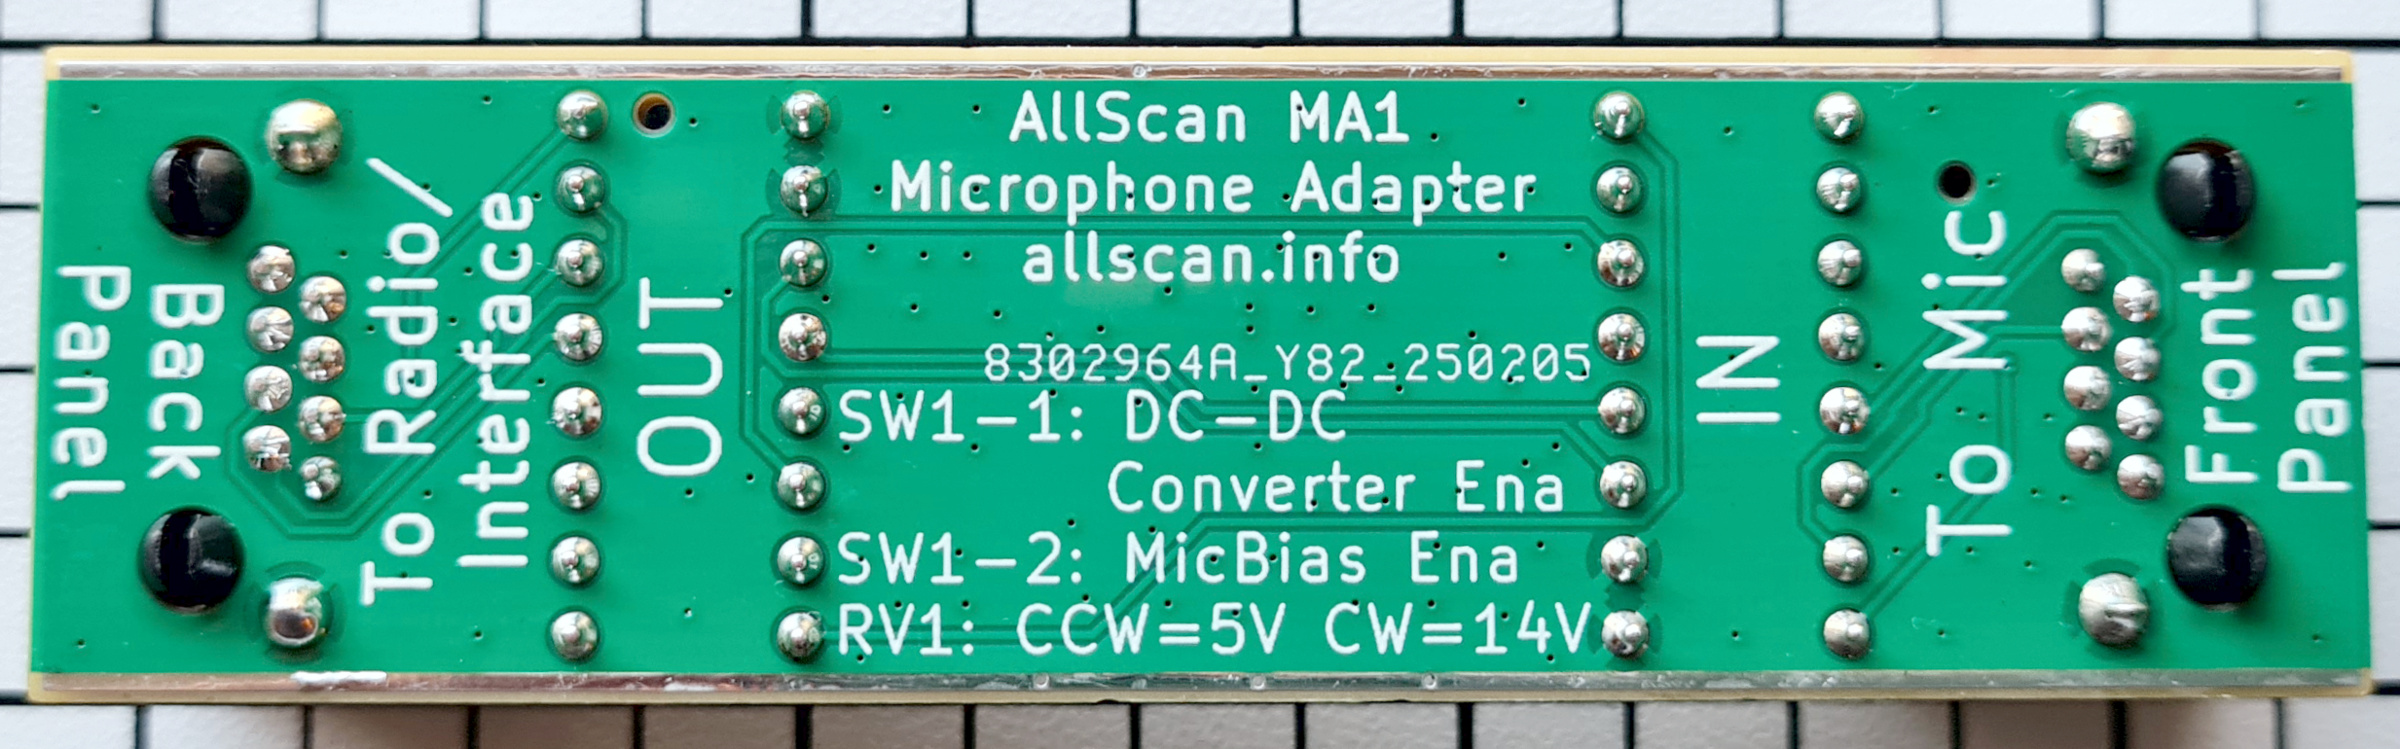 AllScan MA1
Microphone Adapter
allscan.info
8302964A_Y82_250205
SW1-1: DC-DC
Converter Ena
SW1-2: MicBias Ena
RV1: CCW=5V CW=14V
Back
Panel
To Radio/
Interface
OUT
IN
To Mic
Front
Panel